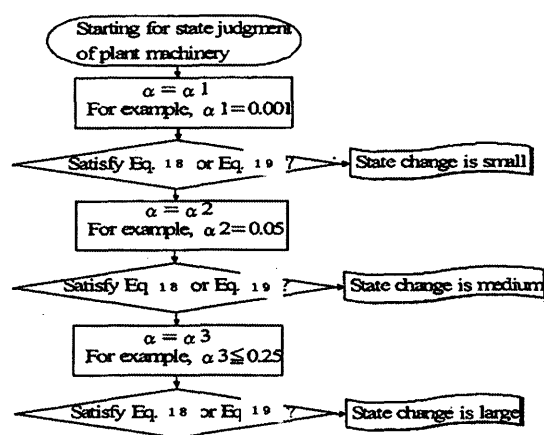 Starting for state judgment
of plant machinery
α = α 1
For example, α 1=0.001
Satisfy Eq. 18 or Eq. 19 ?
State change is small
α = α 2
For example, α 2=0.05
Satisfy Eq 18 or Eq. 19 ?
State change is medium
α = α 3
For example, α 3≦0.25
Satisfy Eq. 18 or Eq 19 ?
State change is large